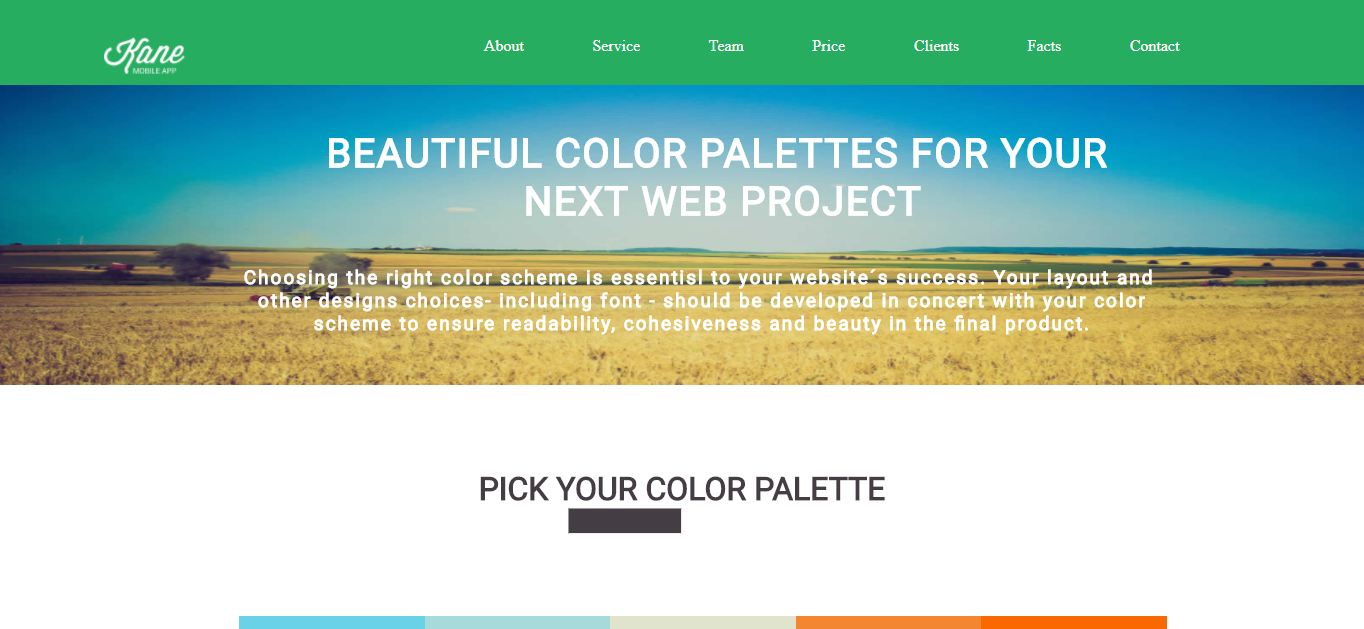 Kane
MOBILE APP
About Service Team Price Clients Facts Contact
BEAUTIFUL COLOR PALETTES FOR YOUR
NEXT WEB PROJECT
Choosing the right color scheme is essentisl to your website´s success. Your layout and
other designs choices- including font - should be developed in concert with your color
scheme to ensure readability, cohesiveness and beauty in the final product.
PICK YOUR COLOR PALETTE